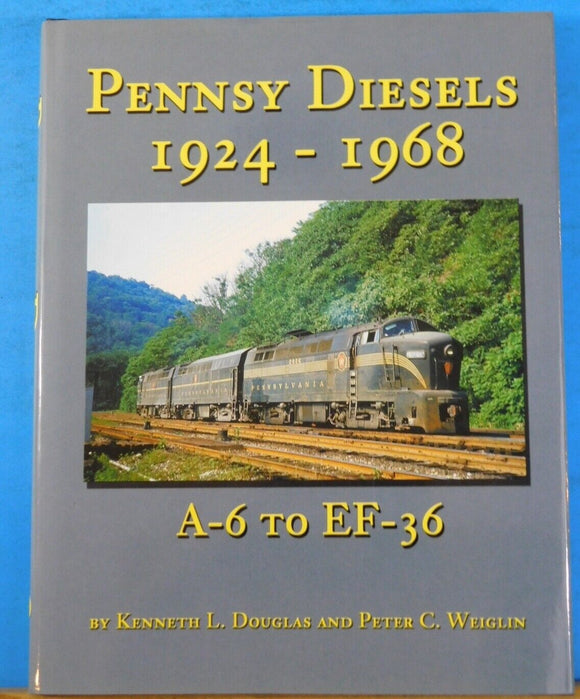 Pennsy Diesels
1924 - 1968
PENNSYLVANIA
A-6 to EF-36
by Kenneth L. Douglas and Peter C. Weiglin